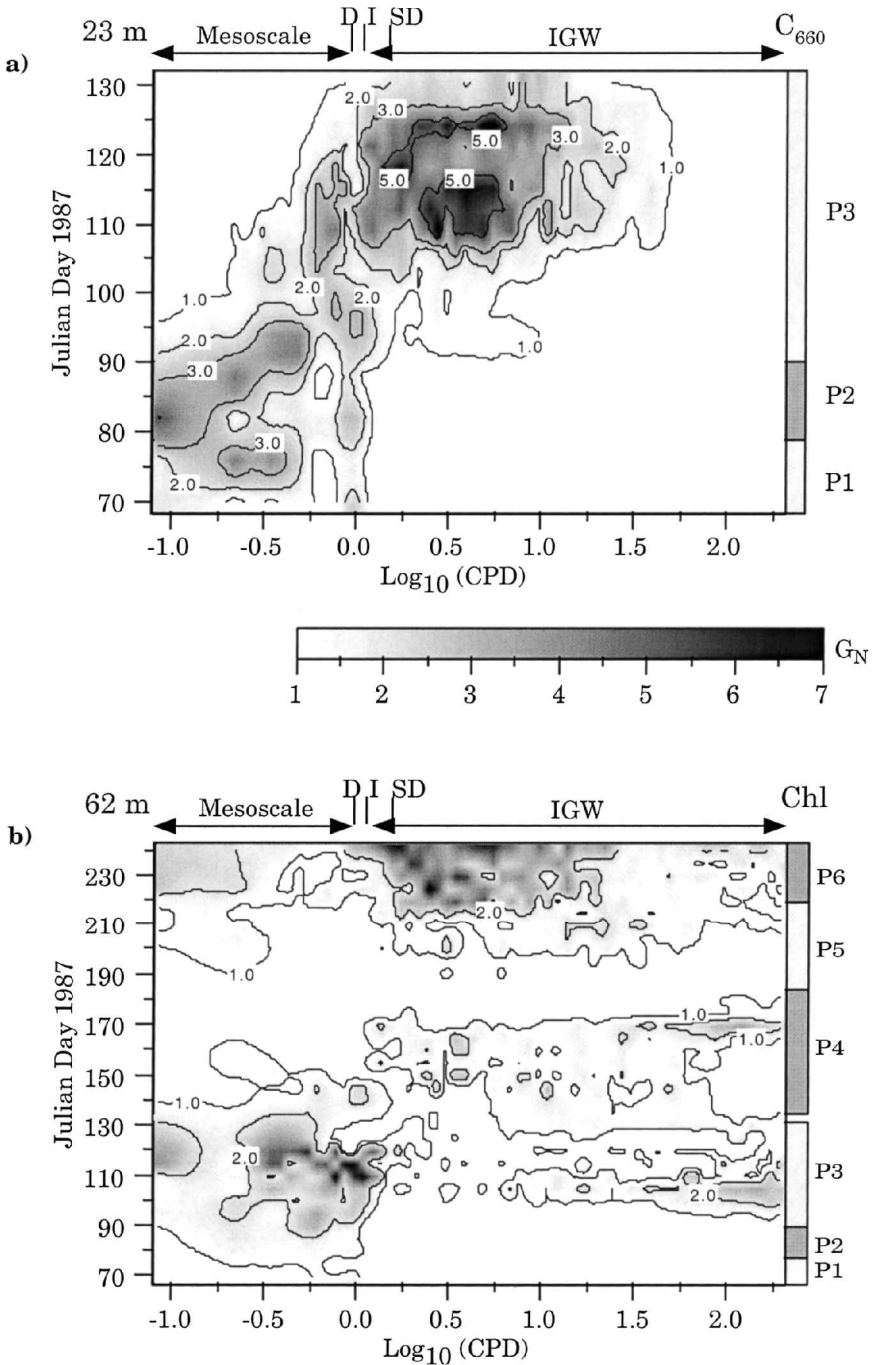 D I SD
23 m Mesoscale IGW C660
a)
130
120
110
100
90
80
70
Julian Day 1987
2.0 3.0 5.0 5.0 5.0 3.0 2.0 1.0
1.0 2.0 2.0 2.0 3.0 1.0 3.0 2.0
P3
P2
P1
-1.0 -0.5 0.0 0.5 1.0 1.5 2.0
Log10 (CPD)
GN
1 2 3 4 5 6 7
D I SD
62 m Mesoscale IGW Chl
b)
230
210
190
170
150
130
110
90
70
Julian Day 1987
2.0 1.0 1.0 1.0 1.0 2.0 2.0
P6
P5
P4
P3
P2
P1
-1.0 -0.5 0.0 0.5 1.0 1.5 2.0
Log10 (CPD)